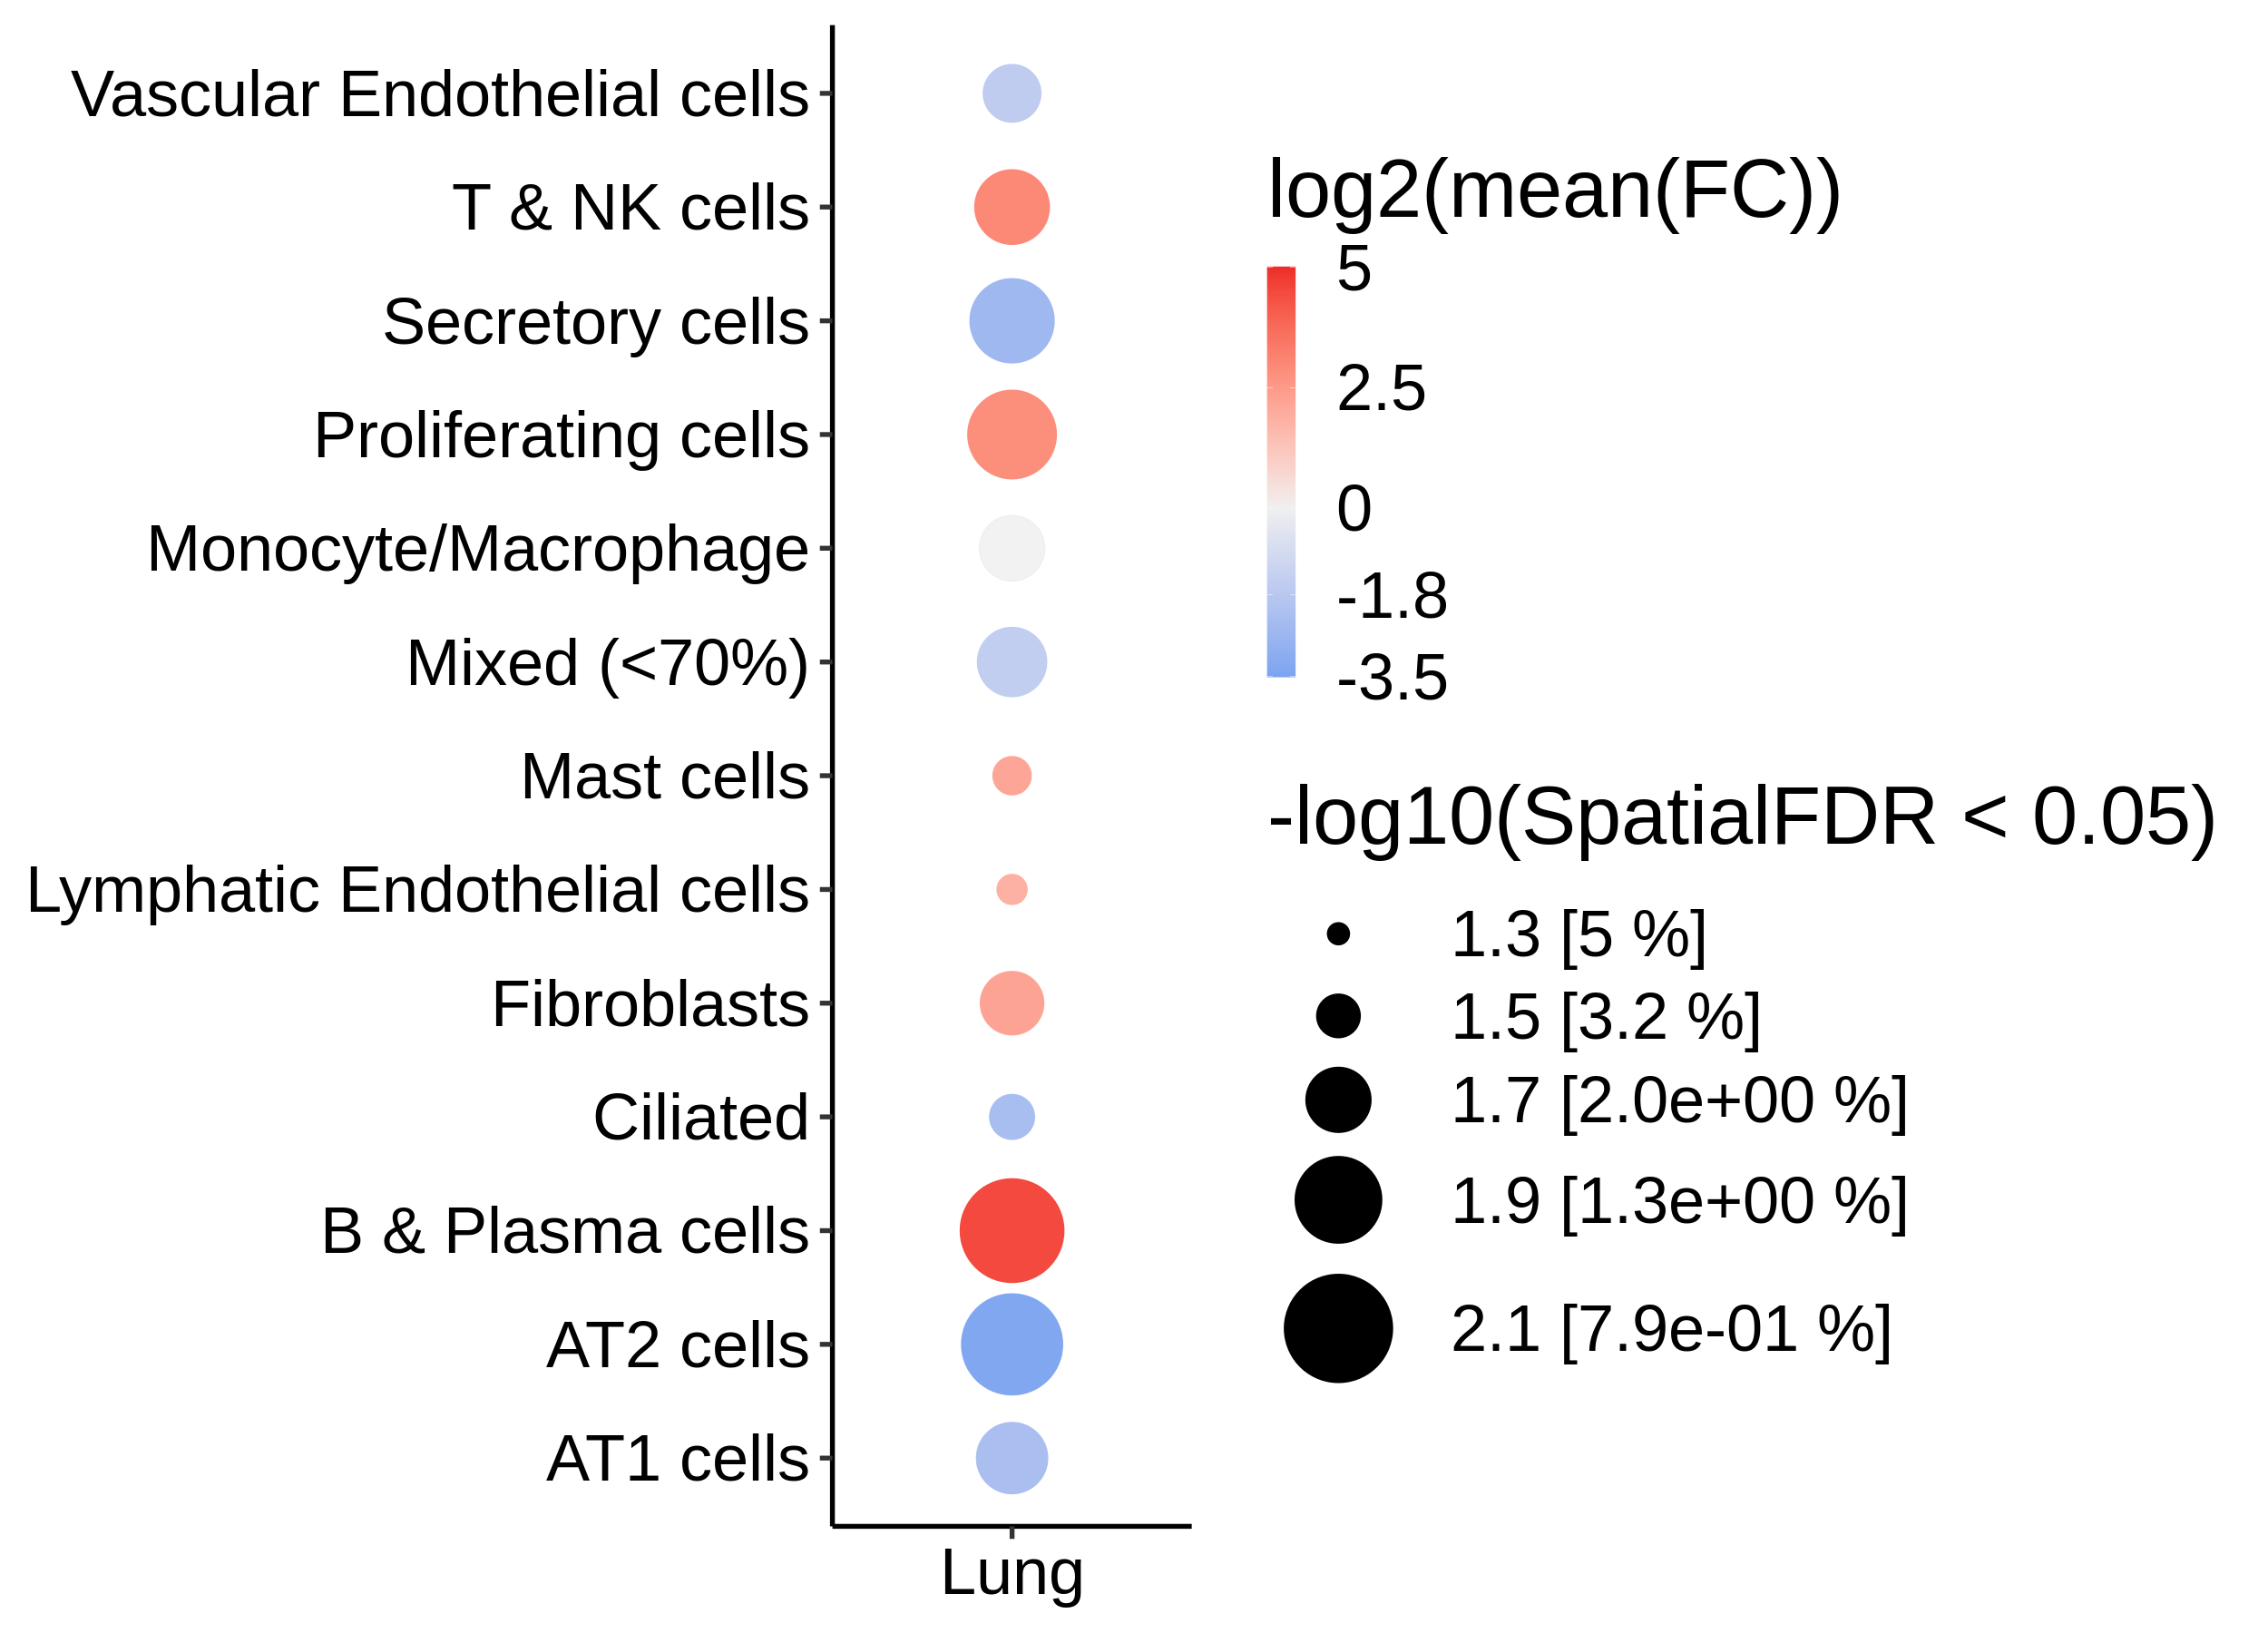 Vascular Endothelial cells
T & NK cells
Secretory cells
Proliferating cells
Monocyte/Macrophage
Mixed (<70%)
Mast cells
Lymphatic Endothelial cells
Fibroblasts
Ciliated
B & Plasma cells
AT2 cells
AT1 cells
Lung
log2(mean(FC))
5
2.5
0
-1.8
-3.5
-log10(SpatialFDR < 0.05)
1.3 [5 %]
1.5 [3.2 %]
1.7 [2.0e+00 %]
1.9 [1.3e+00 %]
2.1 [7.9e-01 %]